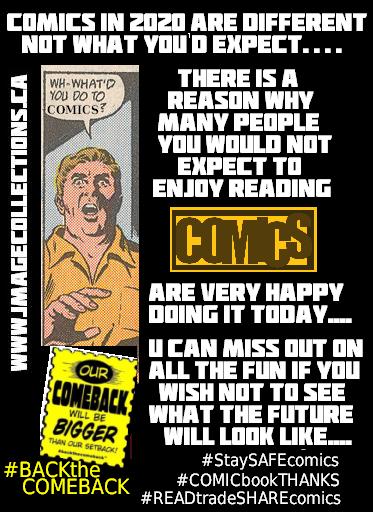 COMICS IN 2020 ARE DIFFERENT
NOT WHAT YOU'D EXPECT....
WWW.IMAGECOLLECTIONS.CA
WH-WHAT'D
YOU DO TO
COMICS?
THERE IS A
REASON WHY
MANY PEOPLE
YOU WOULD NOT
EXPECT TO
ENJOY READING
COMICS
ARE VERY HAPPY
DOING IT TODAY....
U CAN MISS OUT ON
ALL THE FUN IF YOU
WISH NOT TO SEE
WHAT THE FUTURE
WILL LOOK LIKE....
OUR
COMEBACK
WILL BE
BIGGER
THAN OUR SETBACK!
#backthecomeback
#BACKthe
COMEBACK
#StaySAFEcomics
#COMICbookTHANKS
#READtradeSHAREcomics